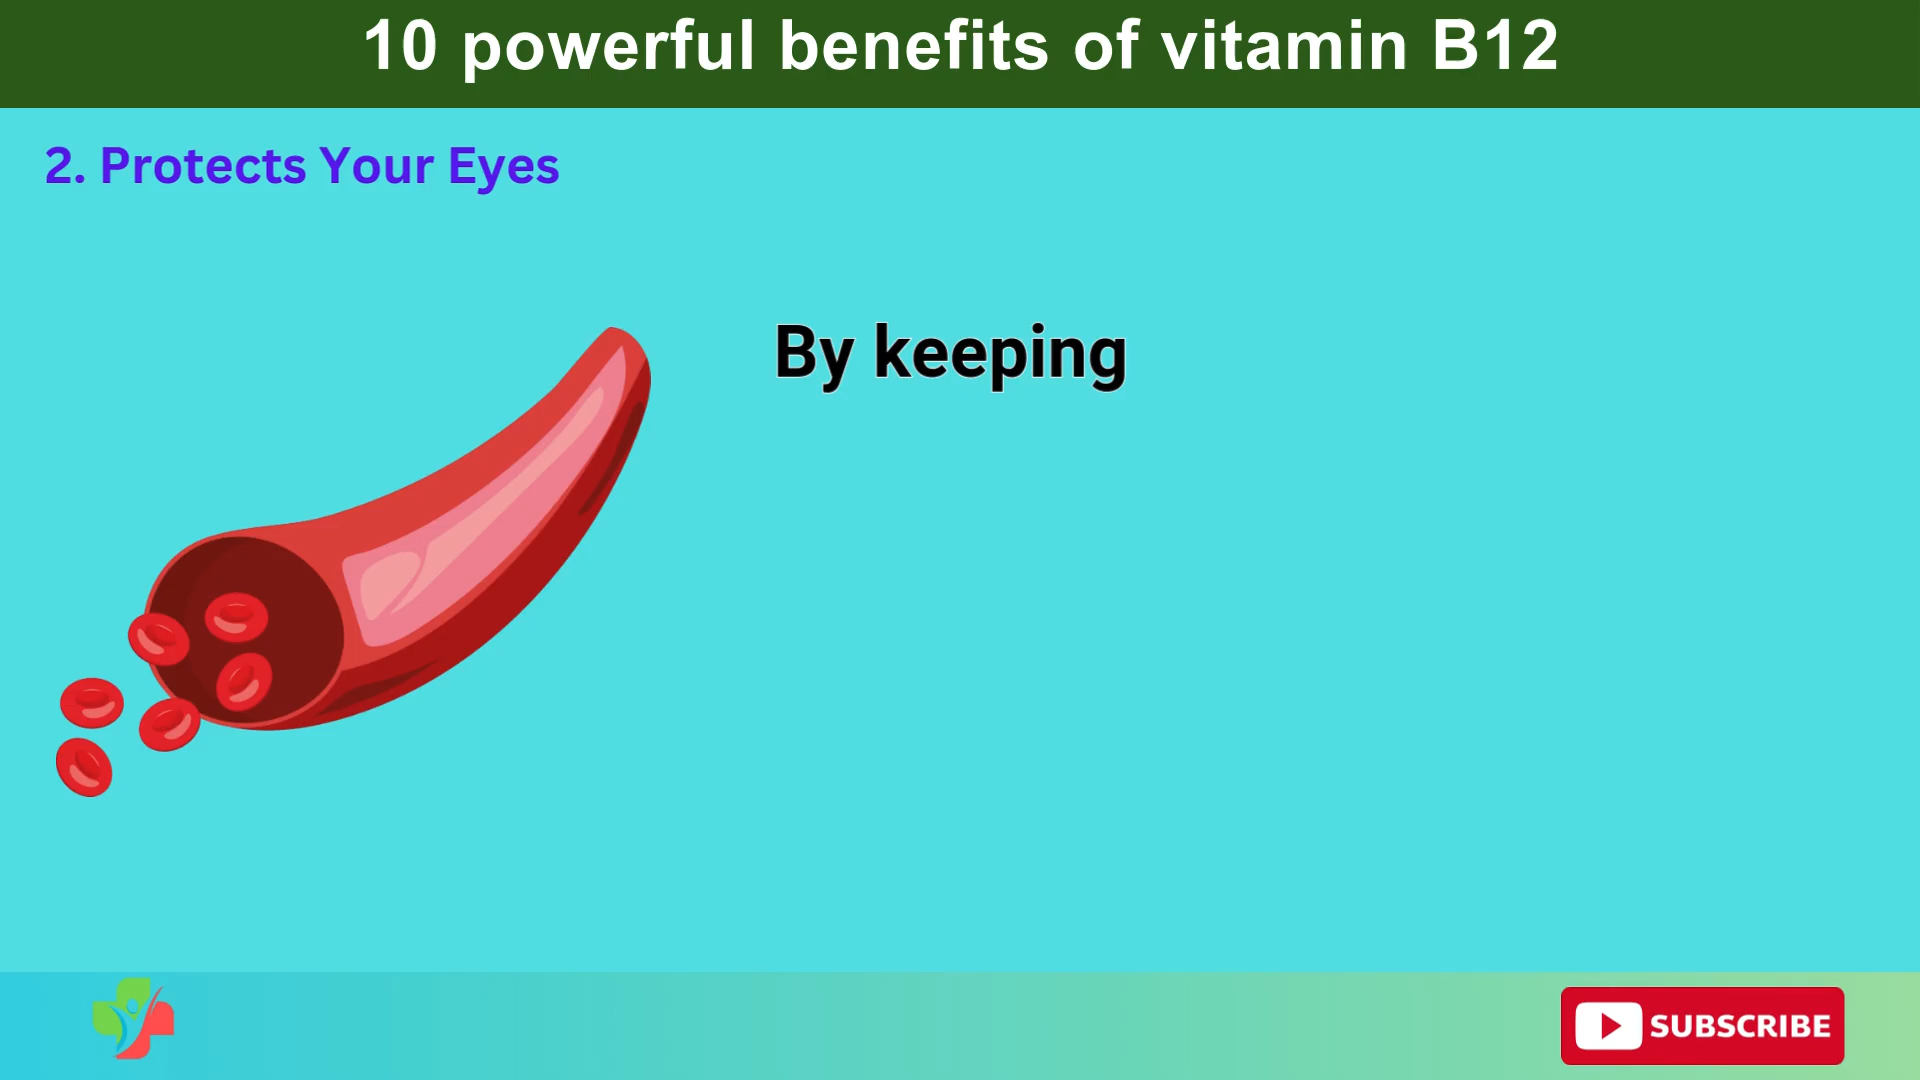 10 powerful benefits of vitamin B12
2. Protects Your Eyes
By keeping
SUBSCRIBE